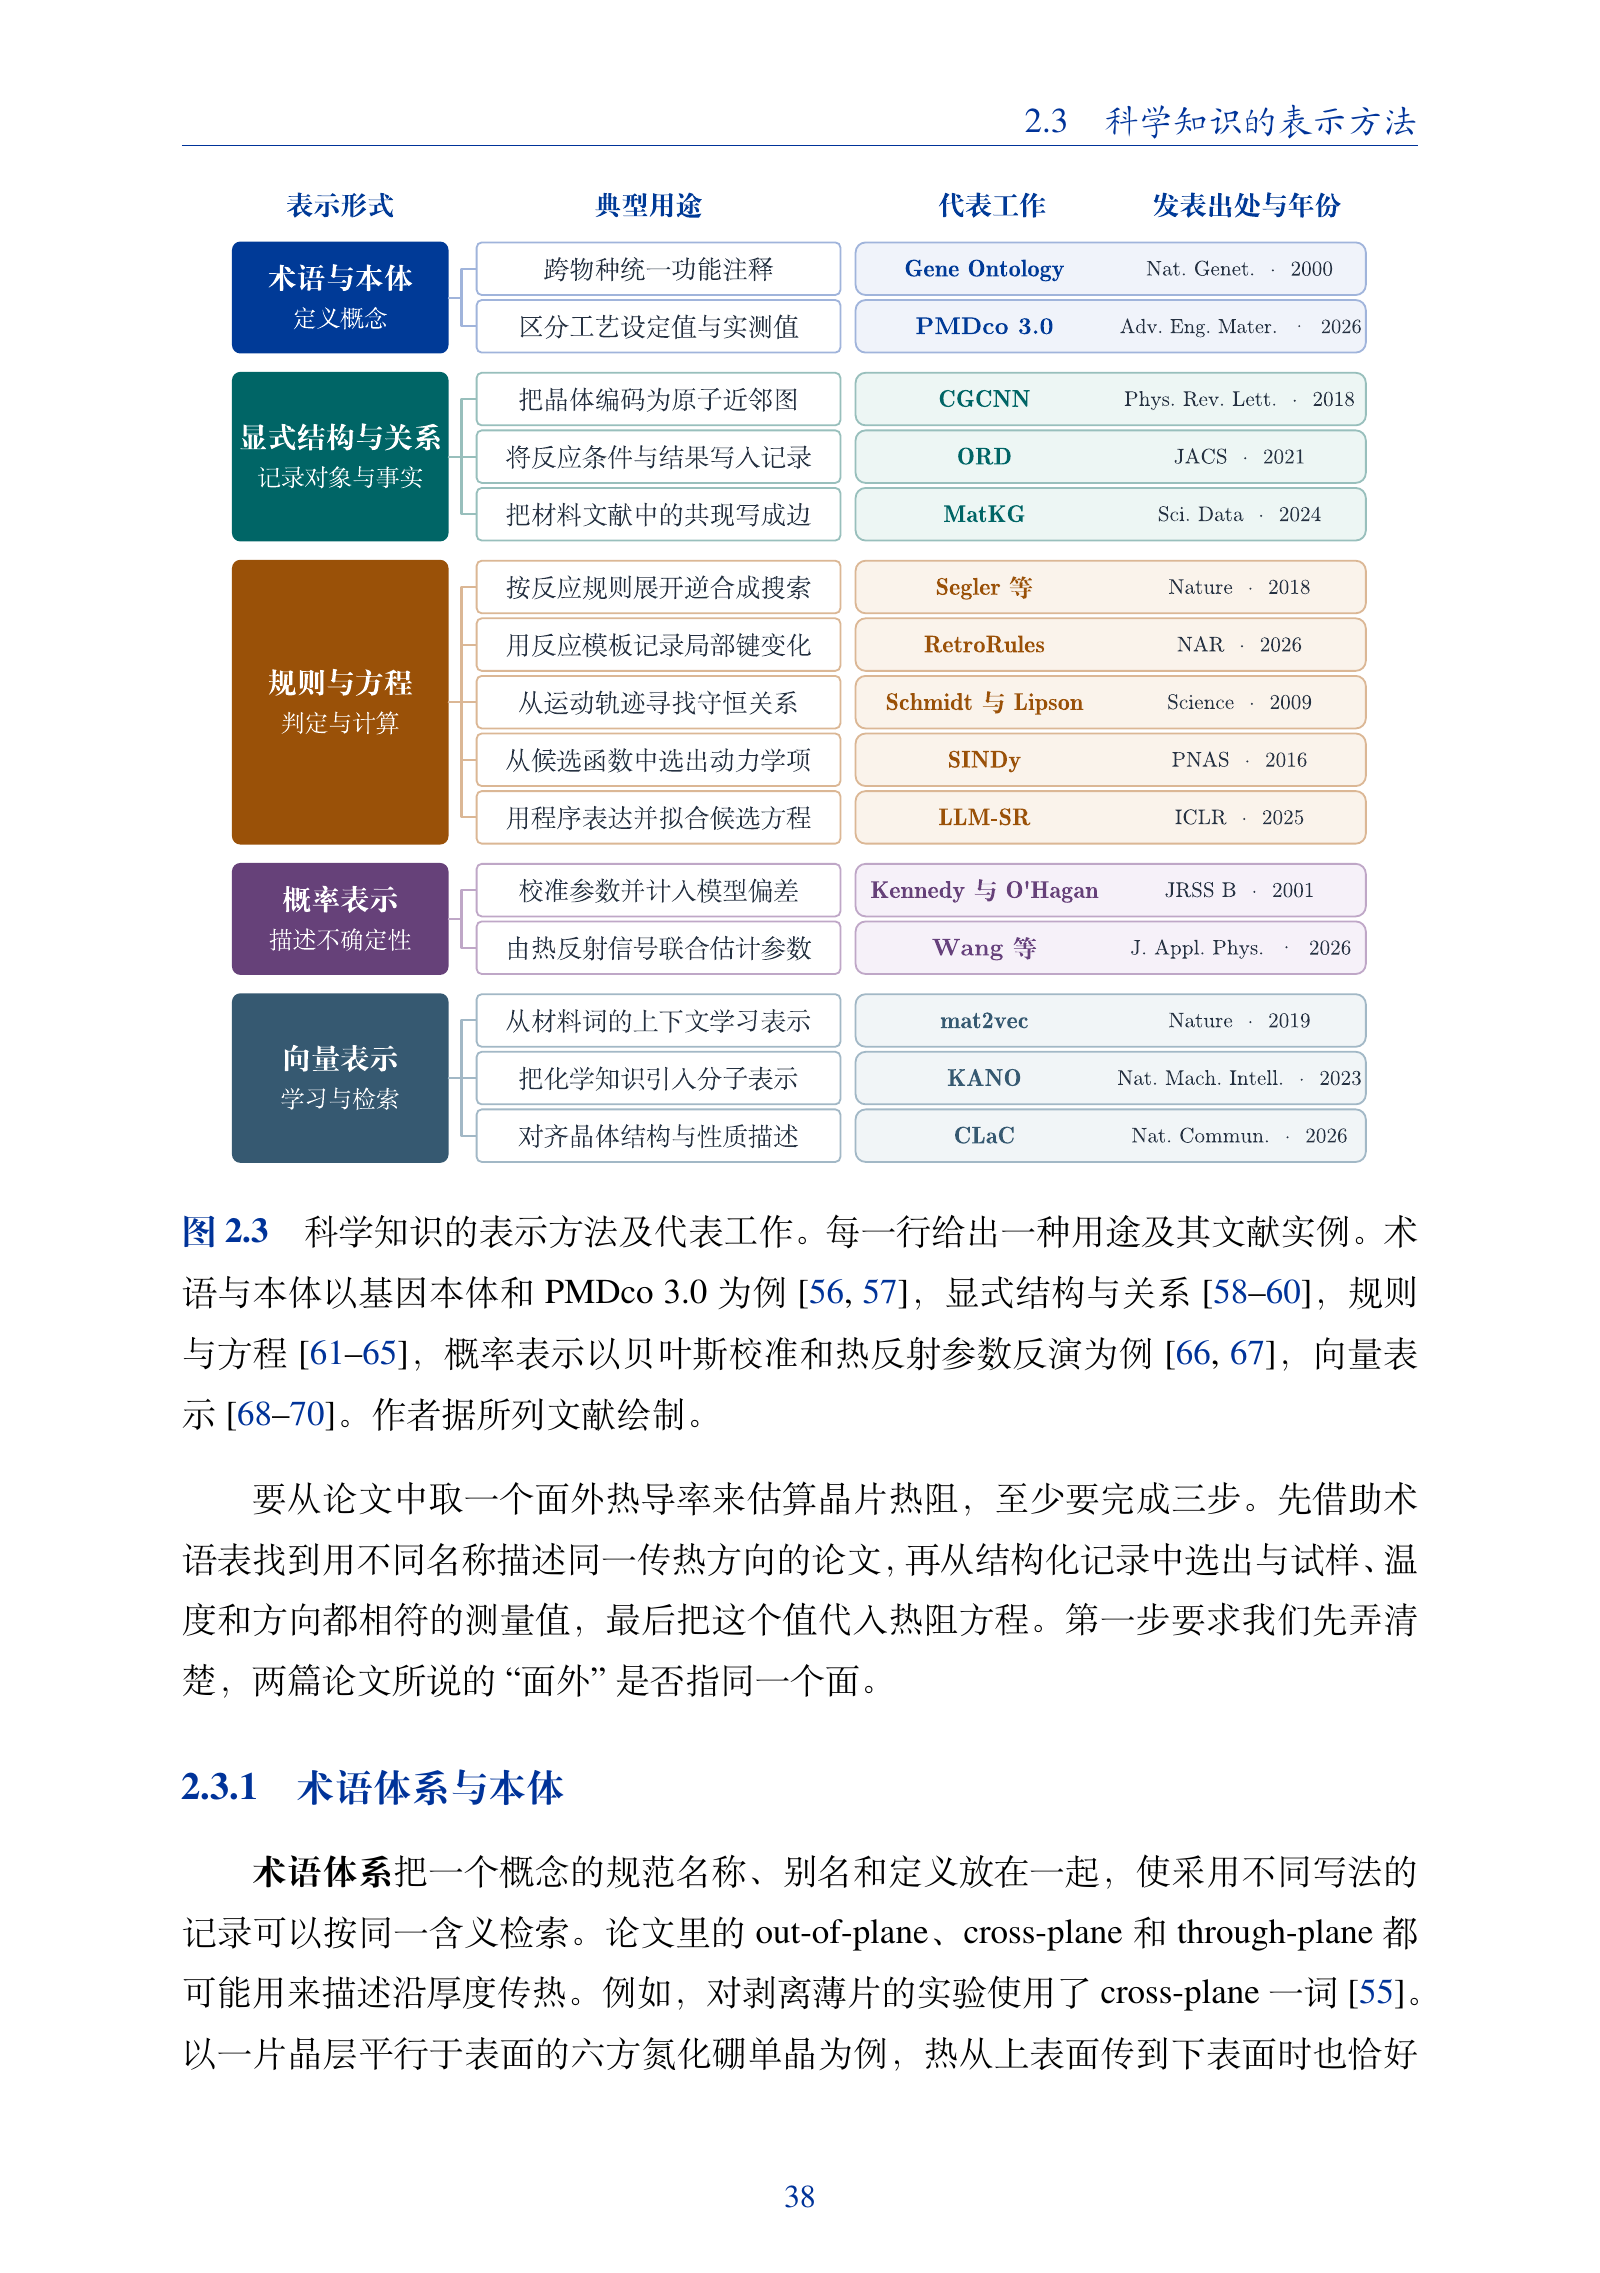 2.3 科学知识的表示方法
表示形式 典型用途 代表工作 发表出处与年份
术语与本体
定义概念
跨物种统一功能注释 Gene Ontology Nat. Genet. · 2000
区分工艺设定值与实测值 PMDco 3.0 Adv. Eng. Mater. · 2026
显式结构与关系
记录对象与事实
把晶体编码为原子近邻图 CGCNN Phys. Rev. Lett. · 2018
将反应条件与结果写入记录 ORD JACS · 2021
把材料文献中的共现写成边 MatKG Sci. Data · 2024
规则与方程
判定与计算
按反应规则展开逆合成搜索 Segler 等 Nature · 2018
用反应模板记录局部键变化 RetroRules NAR · 2026
从运动轨迹寻找守恒关系 Schmidt 与 Lipson Science · 2009
从候选函数中选出动力学项 SINDy PNAS · 2016
用程序表达并拟合候选方程 LLM-SR ICLR · 2025
概率表示
描述不确定性
校准参数并计入模型偏差 Kennedy 与 O'Hagan JRSS B · 2001
由热反射信号联合估计参数 Wang 等 J. Appl. Phys. · 2026
向量表示
学习与检索
从材料词的上下文学习表示 mat2vec Nature · 2019
把化学知识引入分子表示 KANO Nat. Mach. Intell. · 2023
对齐晶体结构与性质描述 CLaC Nat. Commun. · 2026
图 2.3 科学知识的表示方法及代表工作。每一行给出一种用途及其文献实例。术
语与本体以基因本体和 PMDco 3.0 为例 [56, 57]，显式结构与关系 [58–60]，规则
与方程 [61–65]，概率表示以贝叶斯校准和热反射参数反演为例 [66, 67]，向量表
示 [68–70]。作者据所列文献绘制。
要从论文中取一个面外热导率来估算晶片热阻，至少要完成三步。先借助术
语表找到用不同名称描述同一传热方向的论文，再从结构化记录中选出与试样、温
度和方向都相符的测量值，最后把这个值代入热阻方程。第一步要求我们先弄清
楚，两篇论文所说的 “面外” 是否指同一个面。
2.3.1 术语体系与本体
术语体系把一个概念的规范名称、别名和定义放在一起，使采用不同写法的
记录可以按同一含义检索。论文里的 out-of-plane、cross-plane 和 through-plane 都
可能用来描述沿厚度传热。例如，对剥离薄片的实验使用了 cross-plane 一词 [55]。
以一片晶层平行于表面的六方氮化硼单晶为例，热从上表面传到下表面时也恰好
38